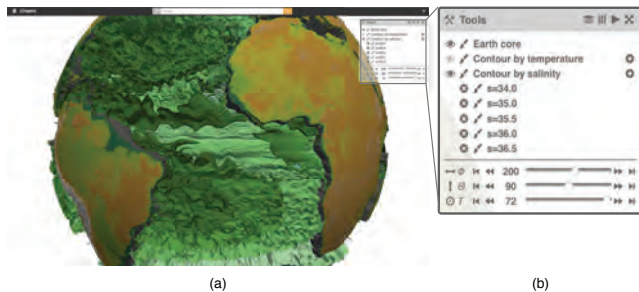 Tools
Earth core
Contour by temperature
Contour by salinity
s=34.0
s=35.0
s=35.5
s=36.0
s=36.5
200
90
T 72
(a) (b)